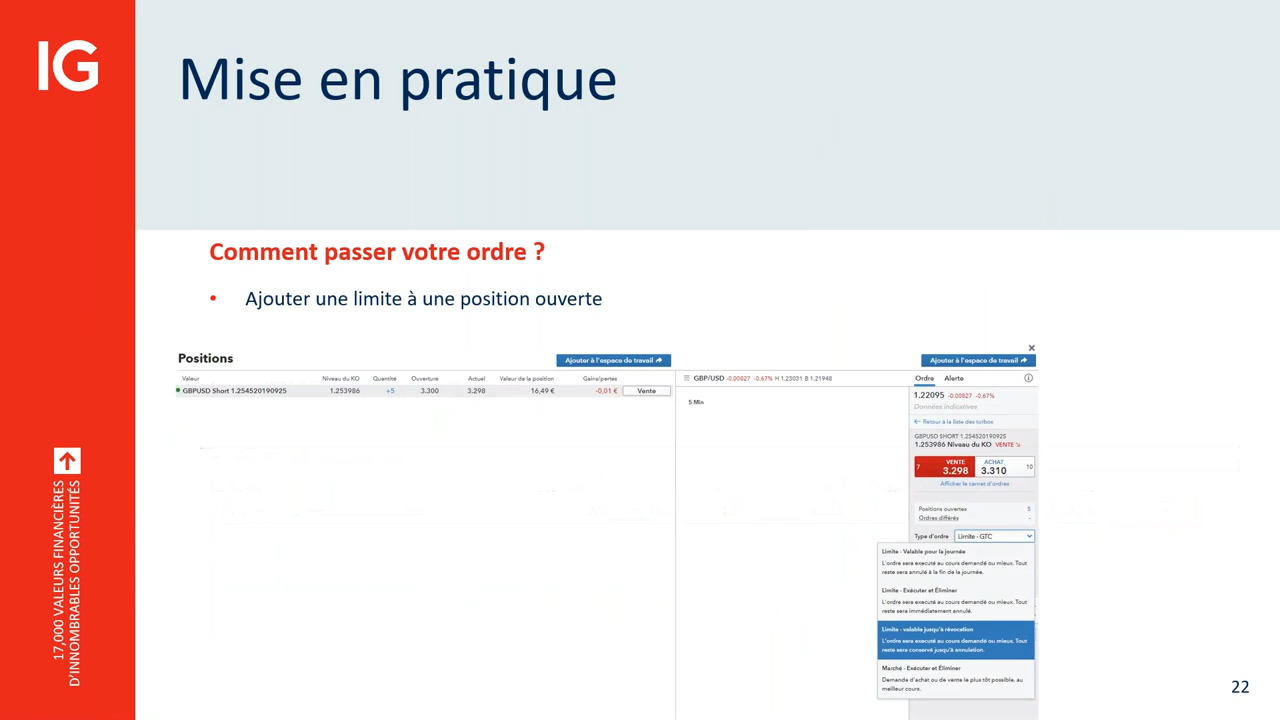 IG
Mise en pratique
Comment passer votre ordre ?
• Ajouter une limite à une position ouverte
Positions
Ajouter à l'espace de travail
Valeur Niveau du KO Quantité Ouverture Actuel Valeur de la position Gains/pertes
GBPUSD Short 1.254520190925 1.253986 +5 3.300 3.298 16,49 € -0,01 € Vente
Ajouter à l'espace de travail
GBP/USD -0.00827 -0.67% H 1.23031 B 1.21948
5 Min
Ordre Alerte
1.22095 -0.00827 -0.67%
Données indicatives
Retour à la liste des turbos
GBPUSD SHORT 1.254520190925
1.253986 Niveau du KO VENTE
VENTE ACHAT
7 3.298 3.310 10
Afficher le carnet d'ordres
Positions ouvertes 5
Ordres différés -
Type d'ordre Limite - GTC
Limite - Valable pour la journée
L'ordre sera executé au cours demandé ou mieux. Tout
reste sera annulé à la fin de la journée.
Limite - Exécuter et Éliminer
L'ordre sera executé au cours demandé ou mieux. Tout
reste sera immédiatement annulé.
Limite - valable jusqu'à révocation
L'ordre sera executé au cours demandé ou mieux. Tout
reste sera conservé jusqu'à annulation.
Marché - Exécuter et Éliminer
Demande d'achat ou de vente le plus tôt possible, au
meilleur cours.
17,000 VALEURS FINANCIÈRES
D'INNOMBRABLES OPPORTUNITÉS
22